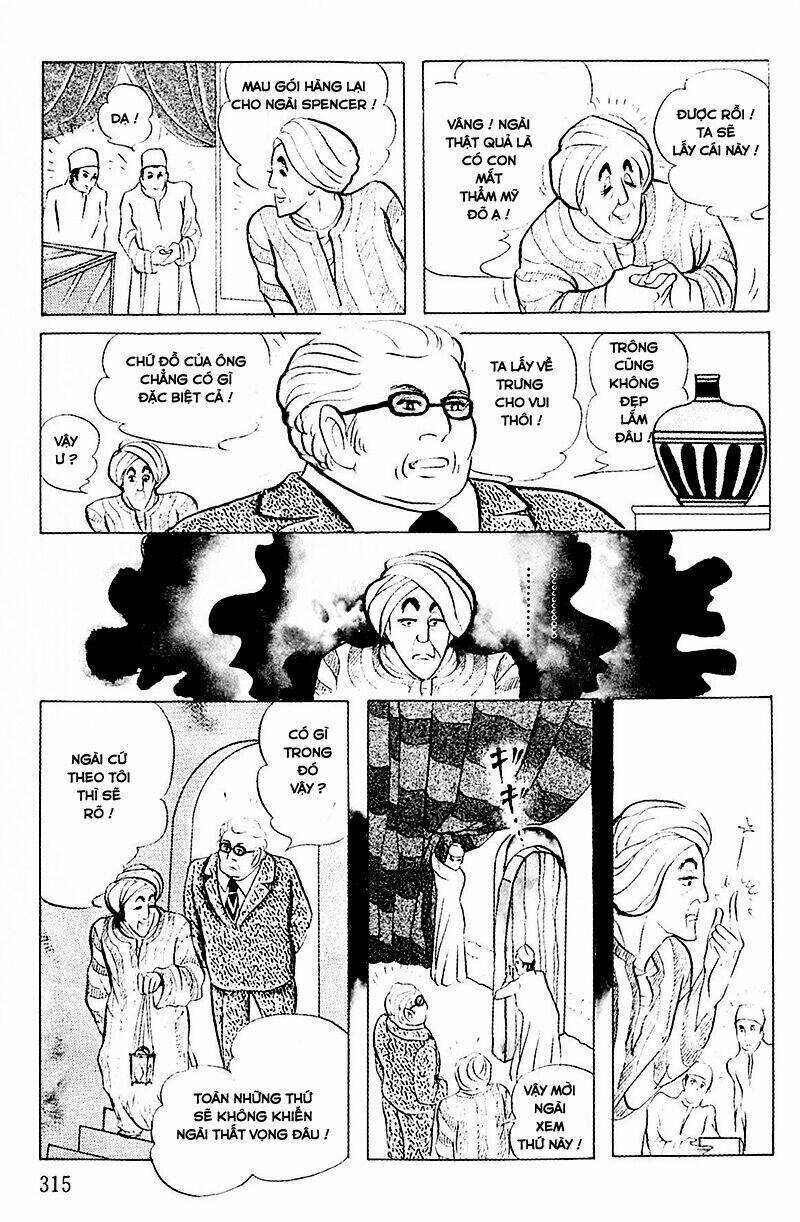 ĐƯỢC RỒI !
TA SẼ
LẤY CÁI NÀY !
VÂNG ! NGÀI
THẬT QUẢ LÀ
CÓ CON
MẮT
THẨM MỸ
ĐÓ Ạ !
MAU GÓI HÀNG LẠI
CHO NGÀI SPENCER !
DẠ !
TRÔNG
CŨNG
KHÔNG
ĐẸP
LẮM
ĐÂU !
TA LẤY VỀ
TRƯNG
CHO VUI
THÔI !
CHỨ ĐỒ CỦA ÔNG
CHẲNG CÓ GÌ
ĐẶC BIỆT CẢ !
VẬY
Ư ?
ギギ!!
VẬY MỜI
NGÀI
XEM
THỨ NÀY !
CÓ GÌ
TRONG
ĐÓ
VẬY ?
NGÀI CỨ
THEO TÔI
THÌ SẼ
RÕ !
TOÀN NHỮNG THỨ
SẼ KHÔNG KHIẾN
NGÀI THẤT VỌNG ĐÂU !
315